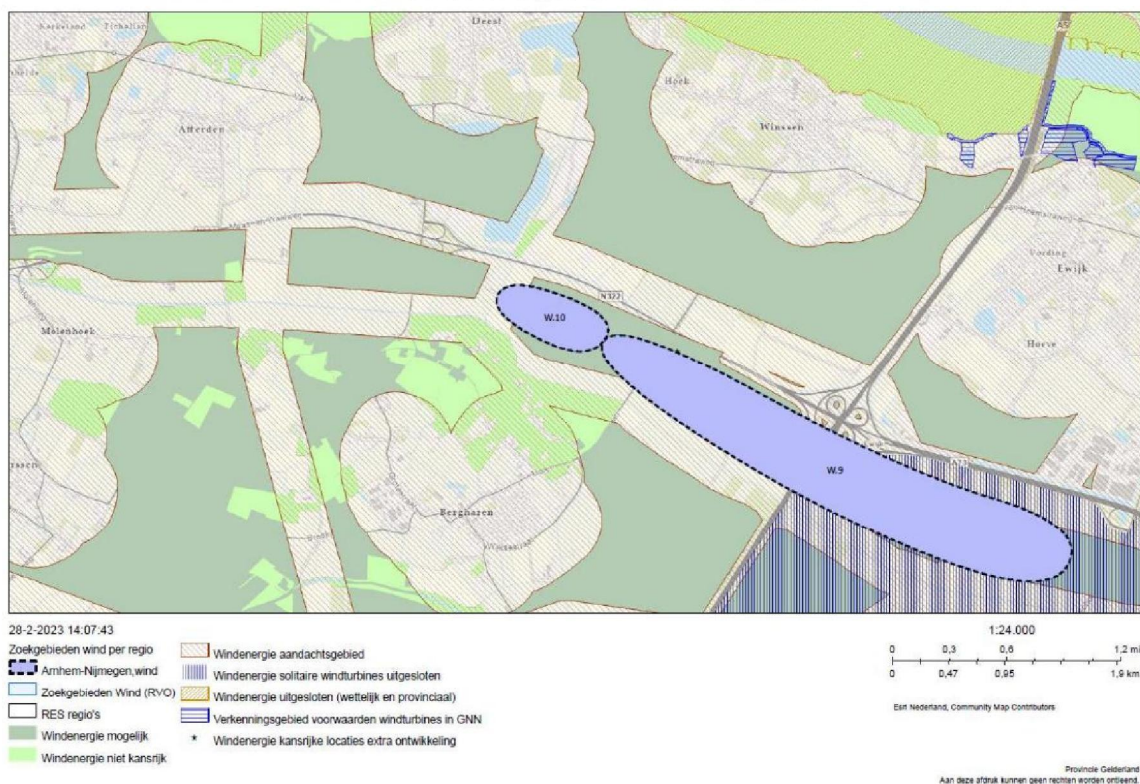 Deest
Afferden
Hoek
Winssen
Vording
Ewijk
N322
W.10
Molenhoek
Hoeve
W.9
Bergharen
28-2-2023 14:07:43
Zoekgebieden wind per regio
Arnhem-Nijmegen,wind
Zoekgebieden Wind (RVO)
RES regio's
Windenergie mogelijk
Windenergie niet kansrijk
Windenergie aandachtsgebied
Windenergie solitaire windturbines uitgesloten
Windenergie uitgesloten (wettelijk en provinciaal)
Verkenningsgebied voorwaarden windturbines in GNN
Windenergie kansrijke locaties extra ontwikkeling
1:24.000
0 0,3 0,6 1,2 mi
0 0,47 0,95 1,9 km
Esri Nederland, Community Map Contributors
Provincie Gelderland
Aan deze afdruk kunnen geen rechten worden ontleend.